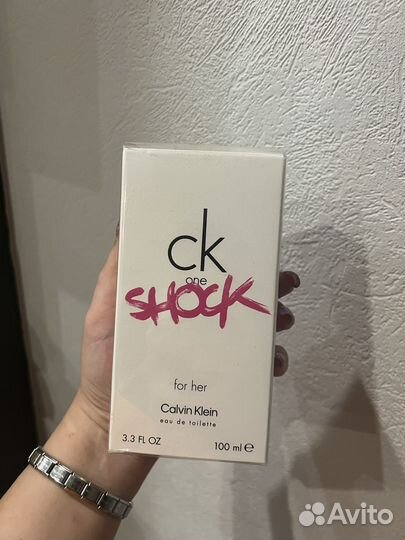 ck
one
SHOCK
for her
Calvin Klein
eau de toilette
3.3 FL OZ 100 ml ℮
Avito